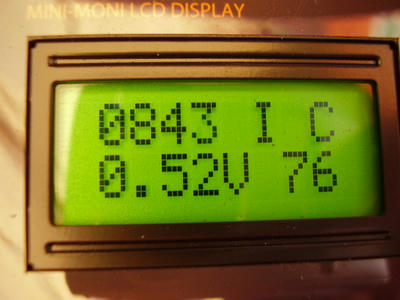 MINI-MONI LCD DISPLAY
0843 I C
0.52V 76